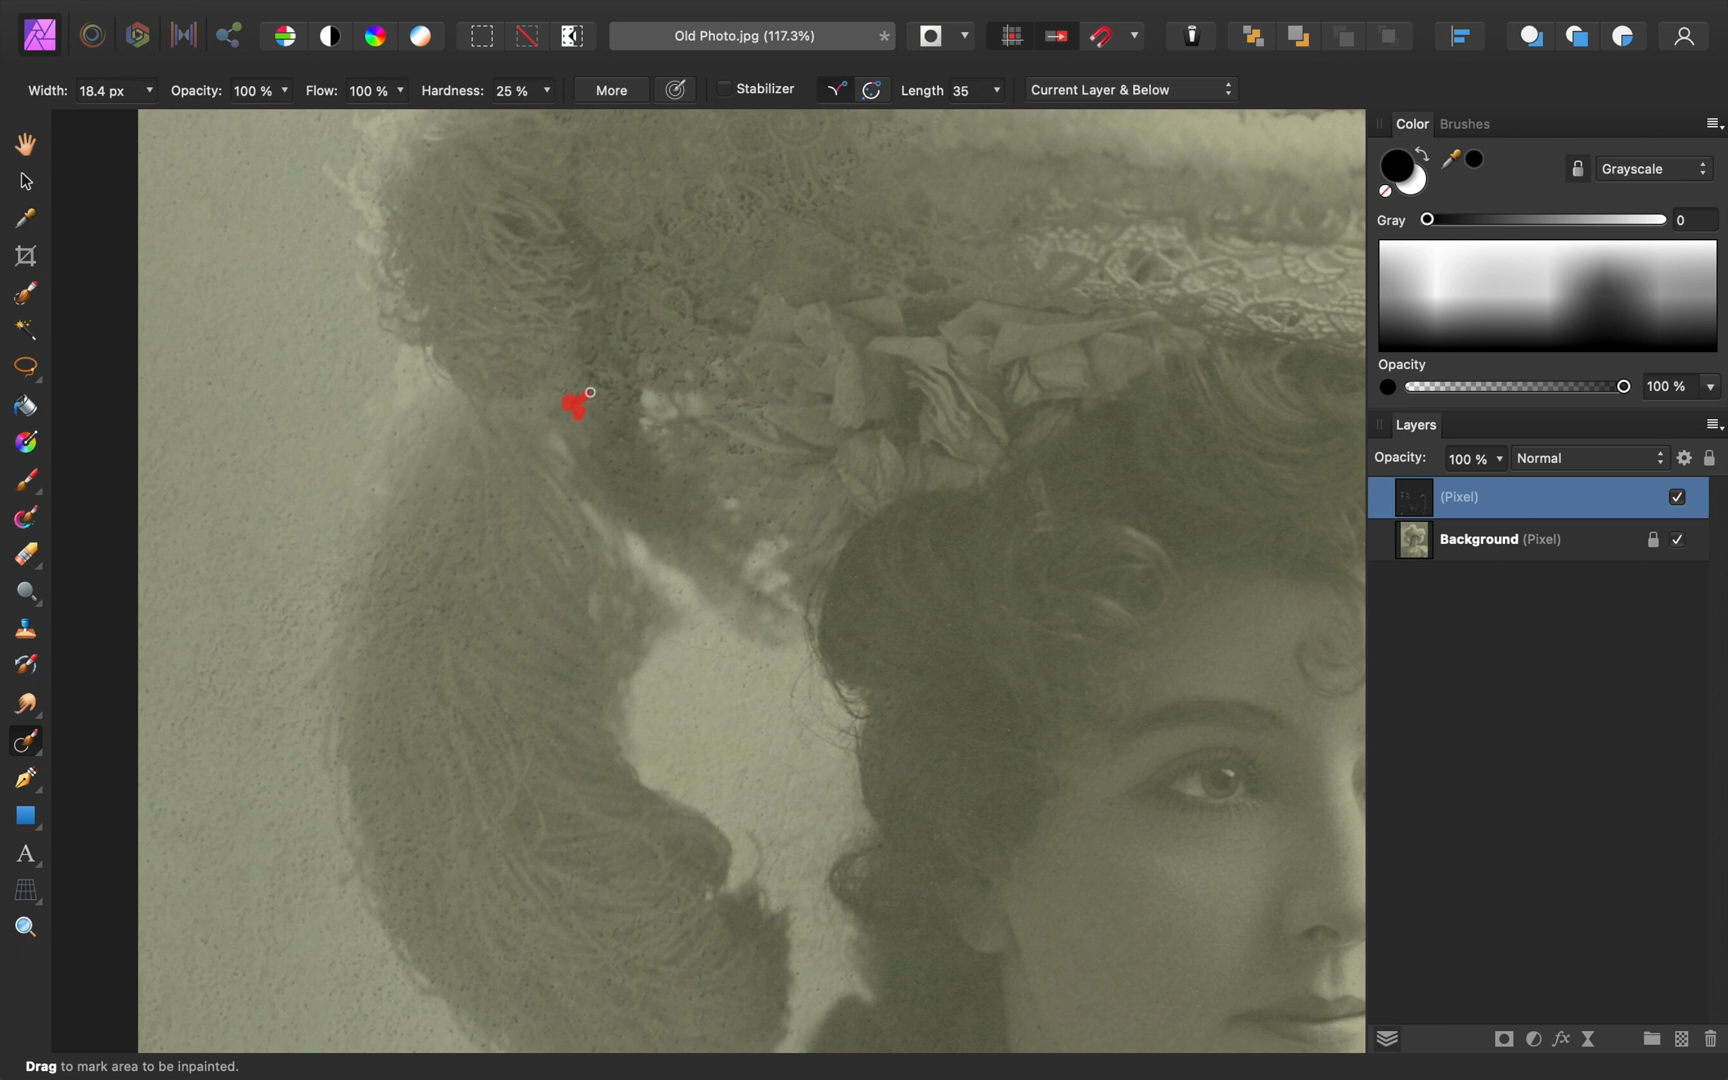 Old Photo.jpg (117.3%)
*
Width: 18.4 px Opacity: 100 % Flow: 100 % Hardness: 25 % More Stabilizer Length 35 Current Layer & Below
Color Brushes
Grayscale
Gray 0
Opacity
100 %
Layers
Opacity: 100 % Normal
(Pixel)
Background (Pixel)
A
fx
Drag to mark area to be inpainted.